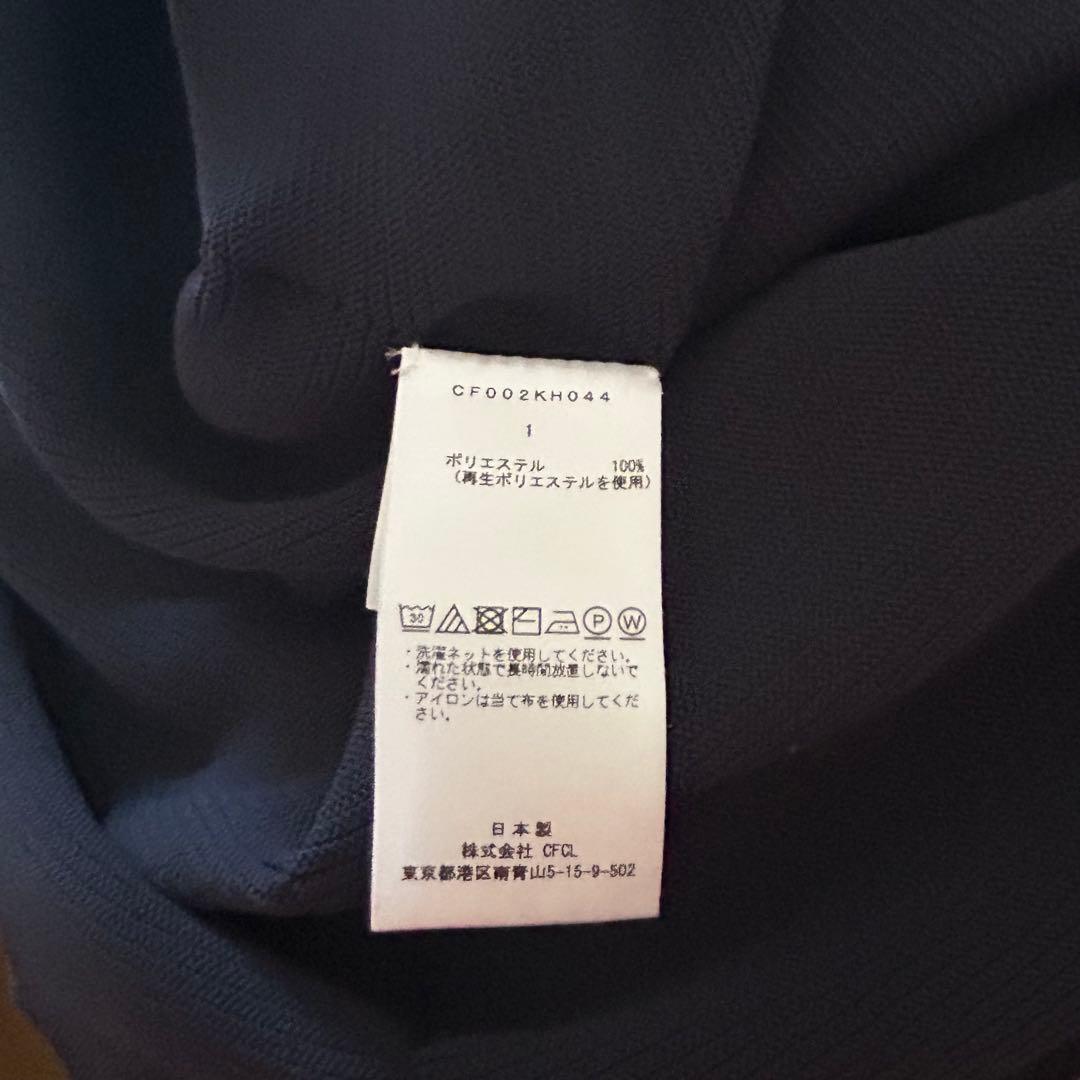 CF002KH044
1
ポリエステル 100%
(再生ポリエステルを使用)
30
P W
・洗濯ネットを使用してください。
・濡れた状態で長時間放置しないで
ください。
・アイロンは当て布を使用してくだ
さい。
日本製
株式会社 CFCL
東京都港区南青山5-15-9-502